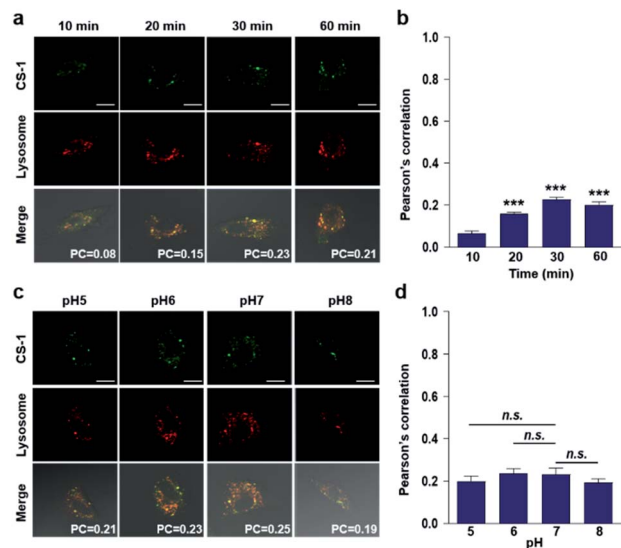 a
10 min 20 min 30 min 60 min
CS-1
Lysosome
Merge
PC=0.08 PC=0.15 PC=0.23 PC=0.21
b
Pearson's correlation
1.0
0.8
0.6
0.4
0.2
0.0
*** *** ***
10 20 30 60
Time (min)
c
pH5 pH6 pH7 pH8
CS-1
Lysosome
Merge
PC=0.21 PC=0.23 PC=0.25 PC=0.19
d
Pearson's correlation
1.0
0.8
0.6
0.4
0.2
0.0
n.s.
n.s.
n.s.
5 6 7 8
pH